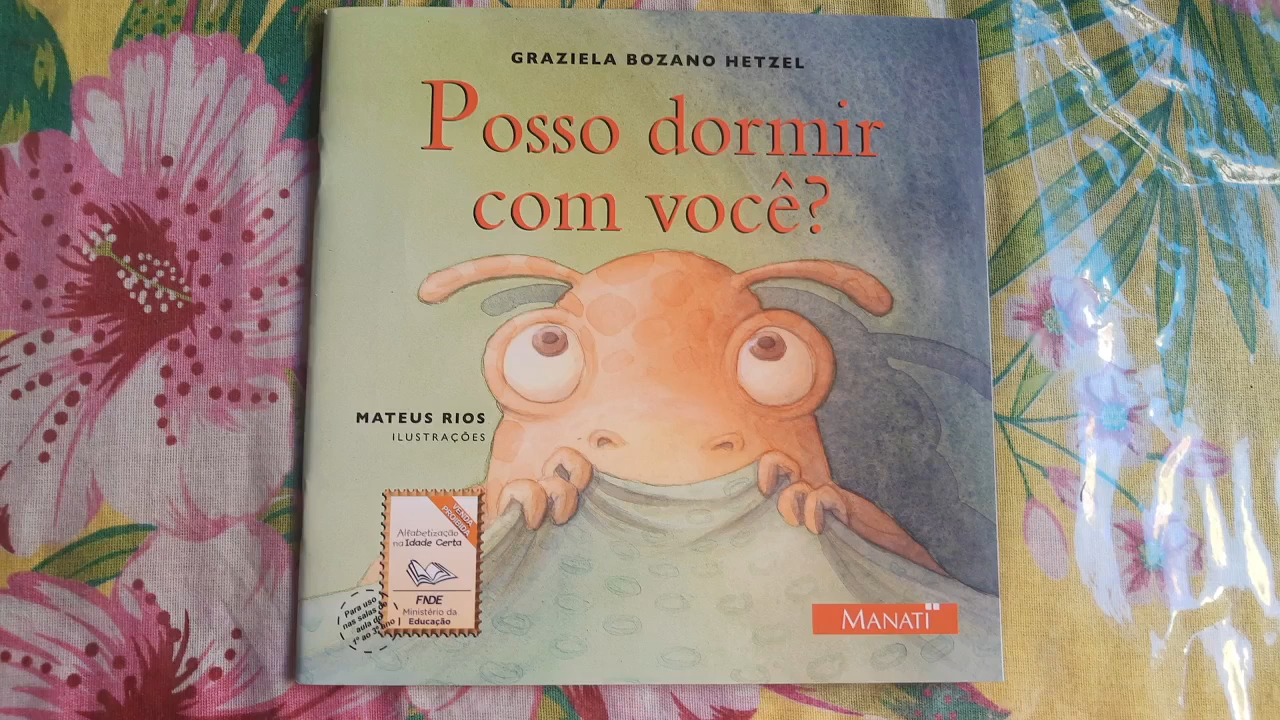 GRAZIELA BOZANO HETZEL
Posso dormir
com você?
MATEUS RIOS
ILUSTRAÇÕES
VENDA
PROIBIDA
Alfabetização
na Idade Certa
FNDE
Ministério da
Educação
Para uso
nas salas de
aula do
1º ao 3º ano
MANATI